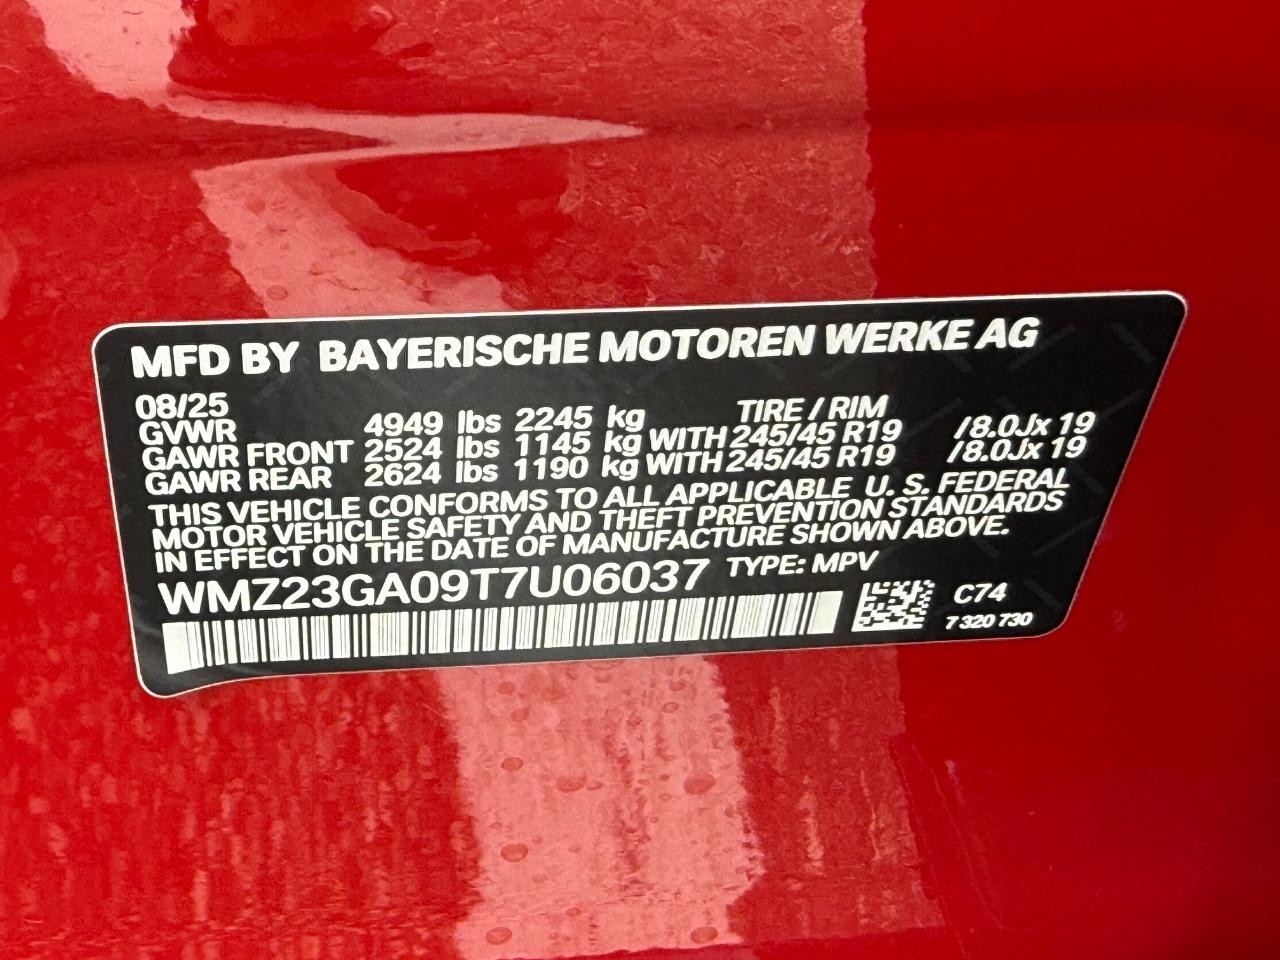 MFD BY BAYERISCHE MOTOREN WERKE AG
08/25 TIRE / RIM
GVWR 4949 lbs 2245 kg
GAWR FRONT 2524 lbs 1145 kg WITH 245/45 R19 /8.0Jx 19
GAWR REAR 2624 lbs 1190 kg WITH 245/45 R19 /8.0Jx 19
THIS VEHICLE CONFORMS TO ALL APPLICABLE U. S. FEDERAL
MOTOR VEHICLE SAFETY AND THEFT PREVENTION STANDARDS
IN EFFECT ON THE DATE OF MANUFACTURE SHOWN ABOVE.
WMZ23GA09T7U06037 TYPE: MPV
C74
7 320 730